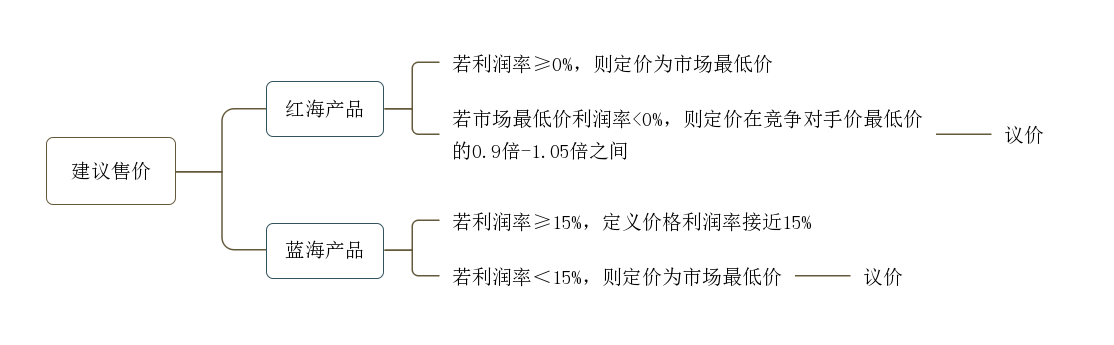 建议售价
红海产品
若利润率≥0%，则定价为市场最低价
若市场最低价利润率<0%，则定价在竞争对手价最低价
的0.9倍-1.05倍之间
议价
蓝海产品
若利润率≥15%，定义价格利润率接近15%
若利润率＜15%，则定价为市场最低价
议价